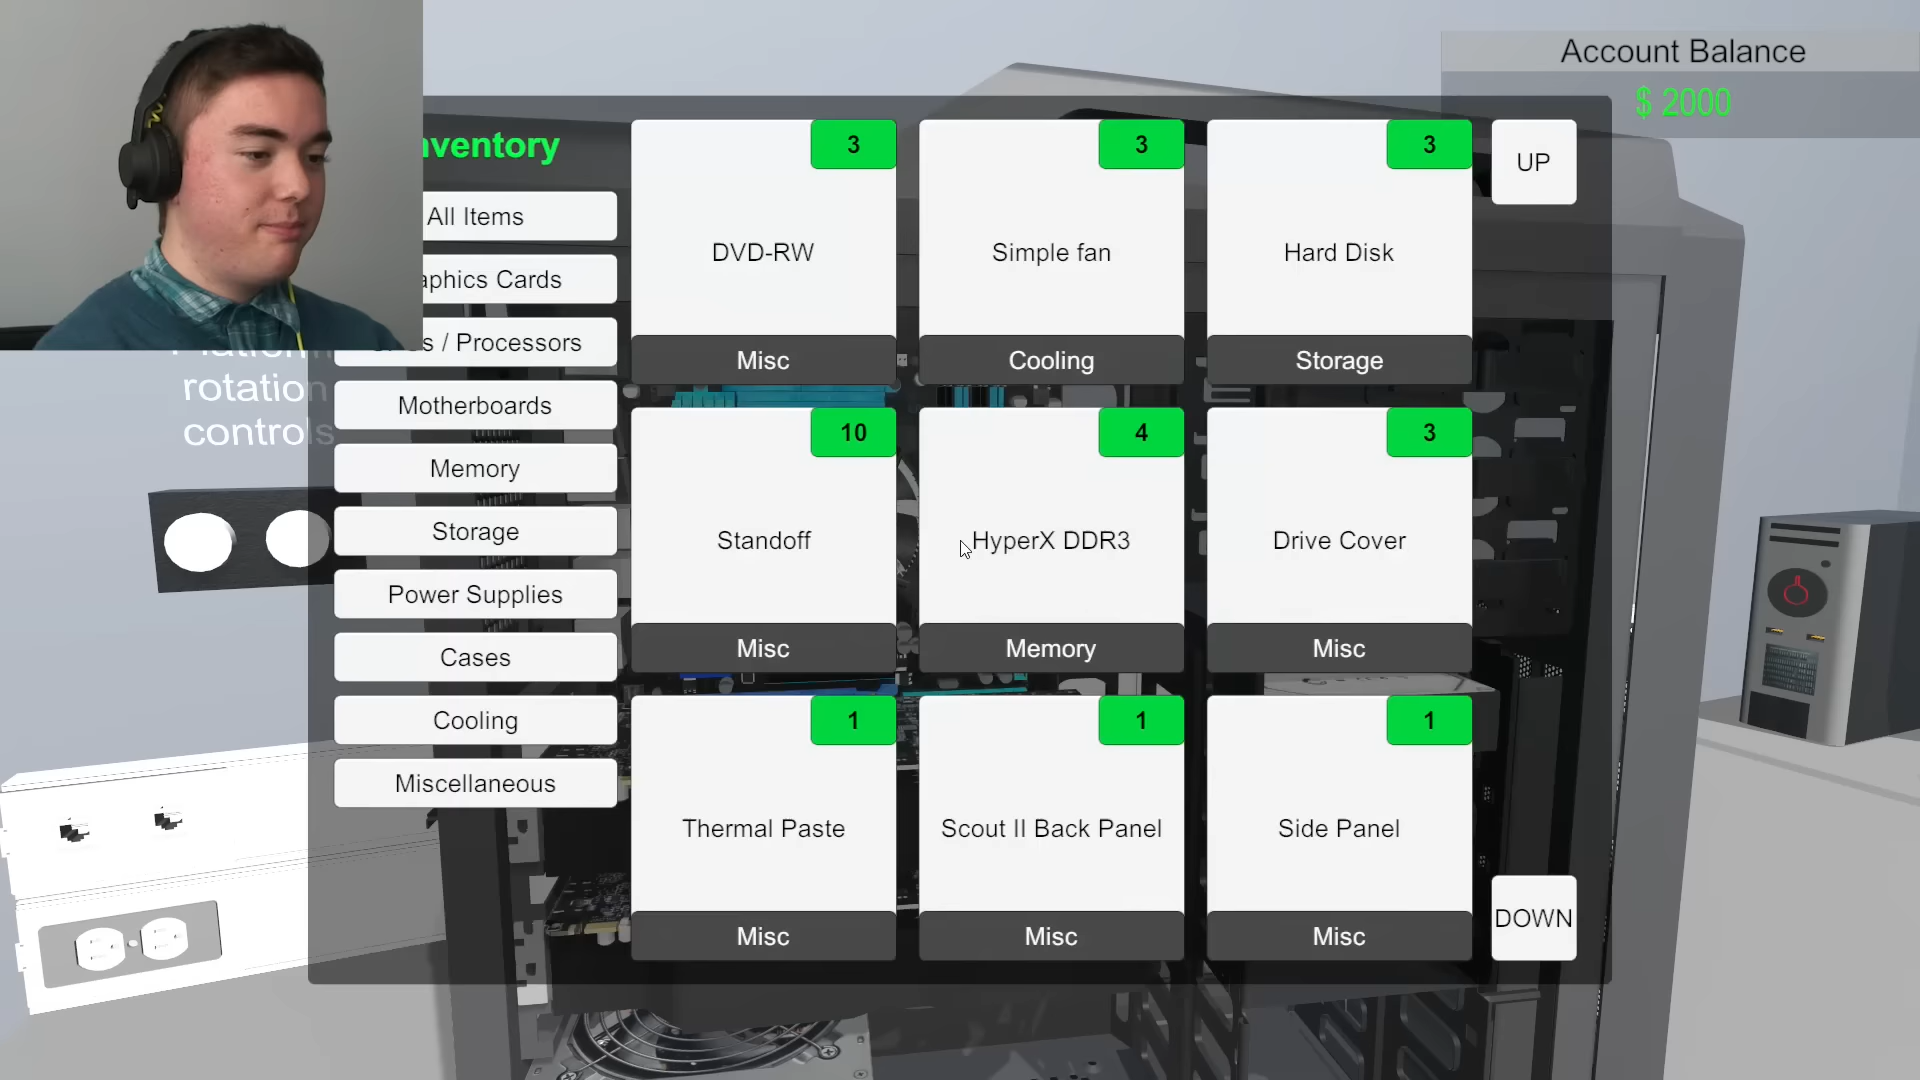 Account Balance
$ 2000
nventory
All Items
aphics Cards
s / Processors
Motherboards
Memory
Storage
Power Supplies
Cases
Cooling
Miscellaneous
rotation
controls
3
DVD-RW
Misc
3
Simple fan
Cooling
3
Hard Disk
Storage
10
Standoff
Misc
4
HyperX DDR3
Memory
3
Drive Cover
Misc
1
Thermal Paste
Misc
1
Scout II Back Panel
Misc
1
Side Panel
Misc
UP
DOWN